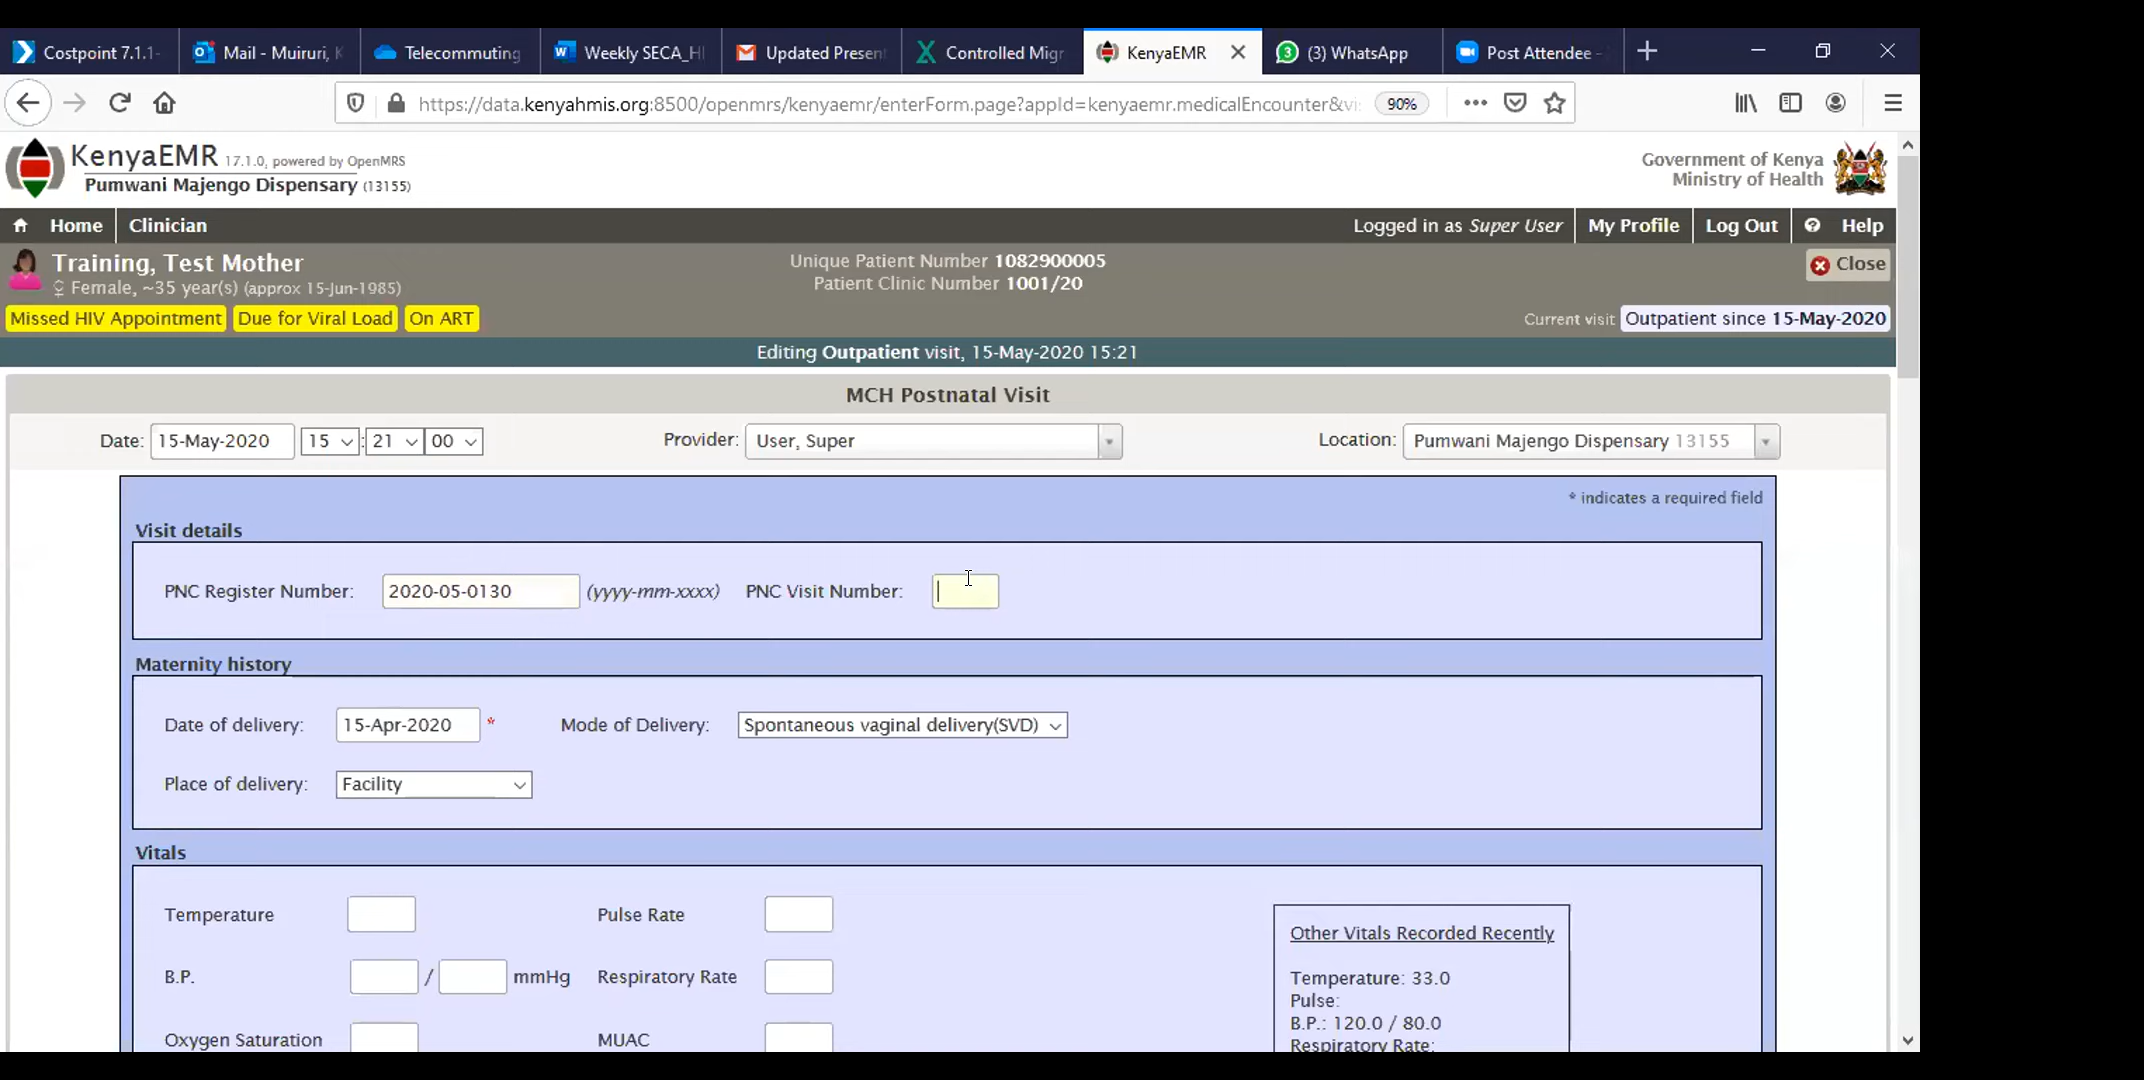 Costpoint 7.1.1-
Mail - Muiruri, K
Telecommuting
Weekly SECA_HI
Updated Present
Controlled Migr
KenyaEMR
(3) WhatsApp
Post Attendee -
https://data.kenyahmis.org:8500/openmrs/kenyaemr/enterForm.page?appId=kenyaemr.medicalEncounter&vi
90%
KenyaEMR 17.1.0, powered by OpenMRS
Pumwani Majengo Dispensary (13155)
Government of Kenya
Ministry of Health
Home Clinician Logged in as Super User My Profile Log Out Help
Training, Test Mother
Female, ~35 year(s) (approx 15-Jun-1985)
Unique Patient Number 1082900005
Patient Clinic Number 1001/20
Close
Missed HIV Appointment Due for Viral Load On ART
Current visit Outpatient since 15-May-2020
Editing Outpatient visit, 15-May-2020 15:21
MCH Postnatal Visit
Date: 15-May-2020 15 : 21 00 Provider: User, Super Location: Pumwani Majengo Dispensary 13155
* indicates a required field
Visit details
PNC Register Number: 2020-05-0130 (yyyy-mm-xxxx) PNC Visit Number:
Maternity history
Date of delivery: 15-Apr-2020 * Mode of Delivery: Spontaneous vaginal delivery(SVD)
Place of delivery: Facility
Vitals
Temperature Pulse Rate
B.P. / mmHg Respiratory Rate
Oxygen Saturation MUAC
Other Vitals Recorded Recently
Temperature: 33.0
Pulse:
B.P.: 120.0 / 80.0
Respiratory Rate: